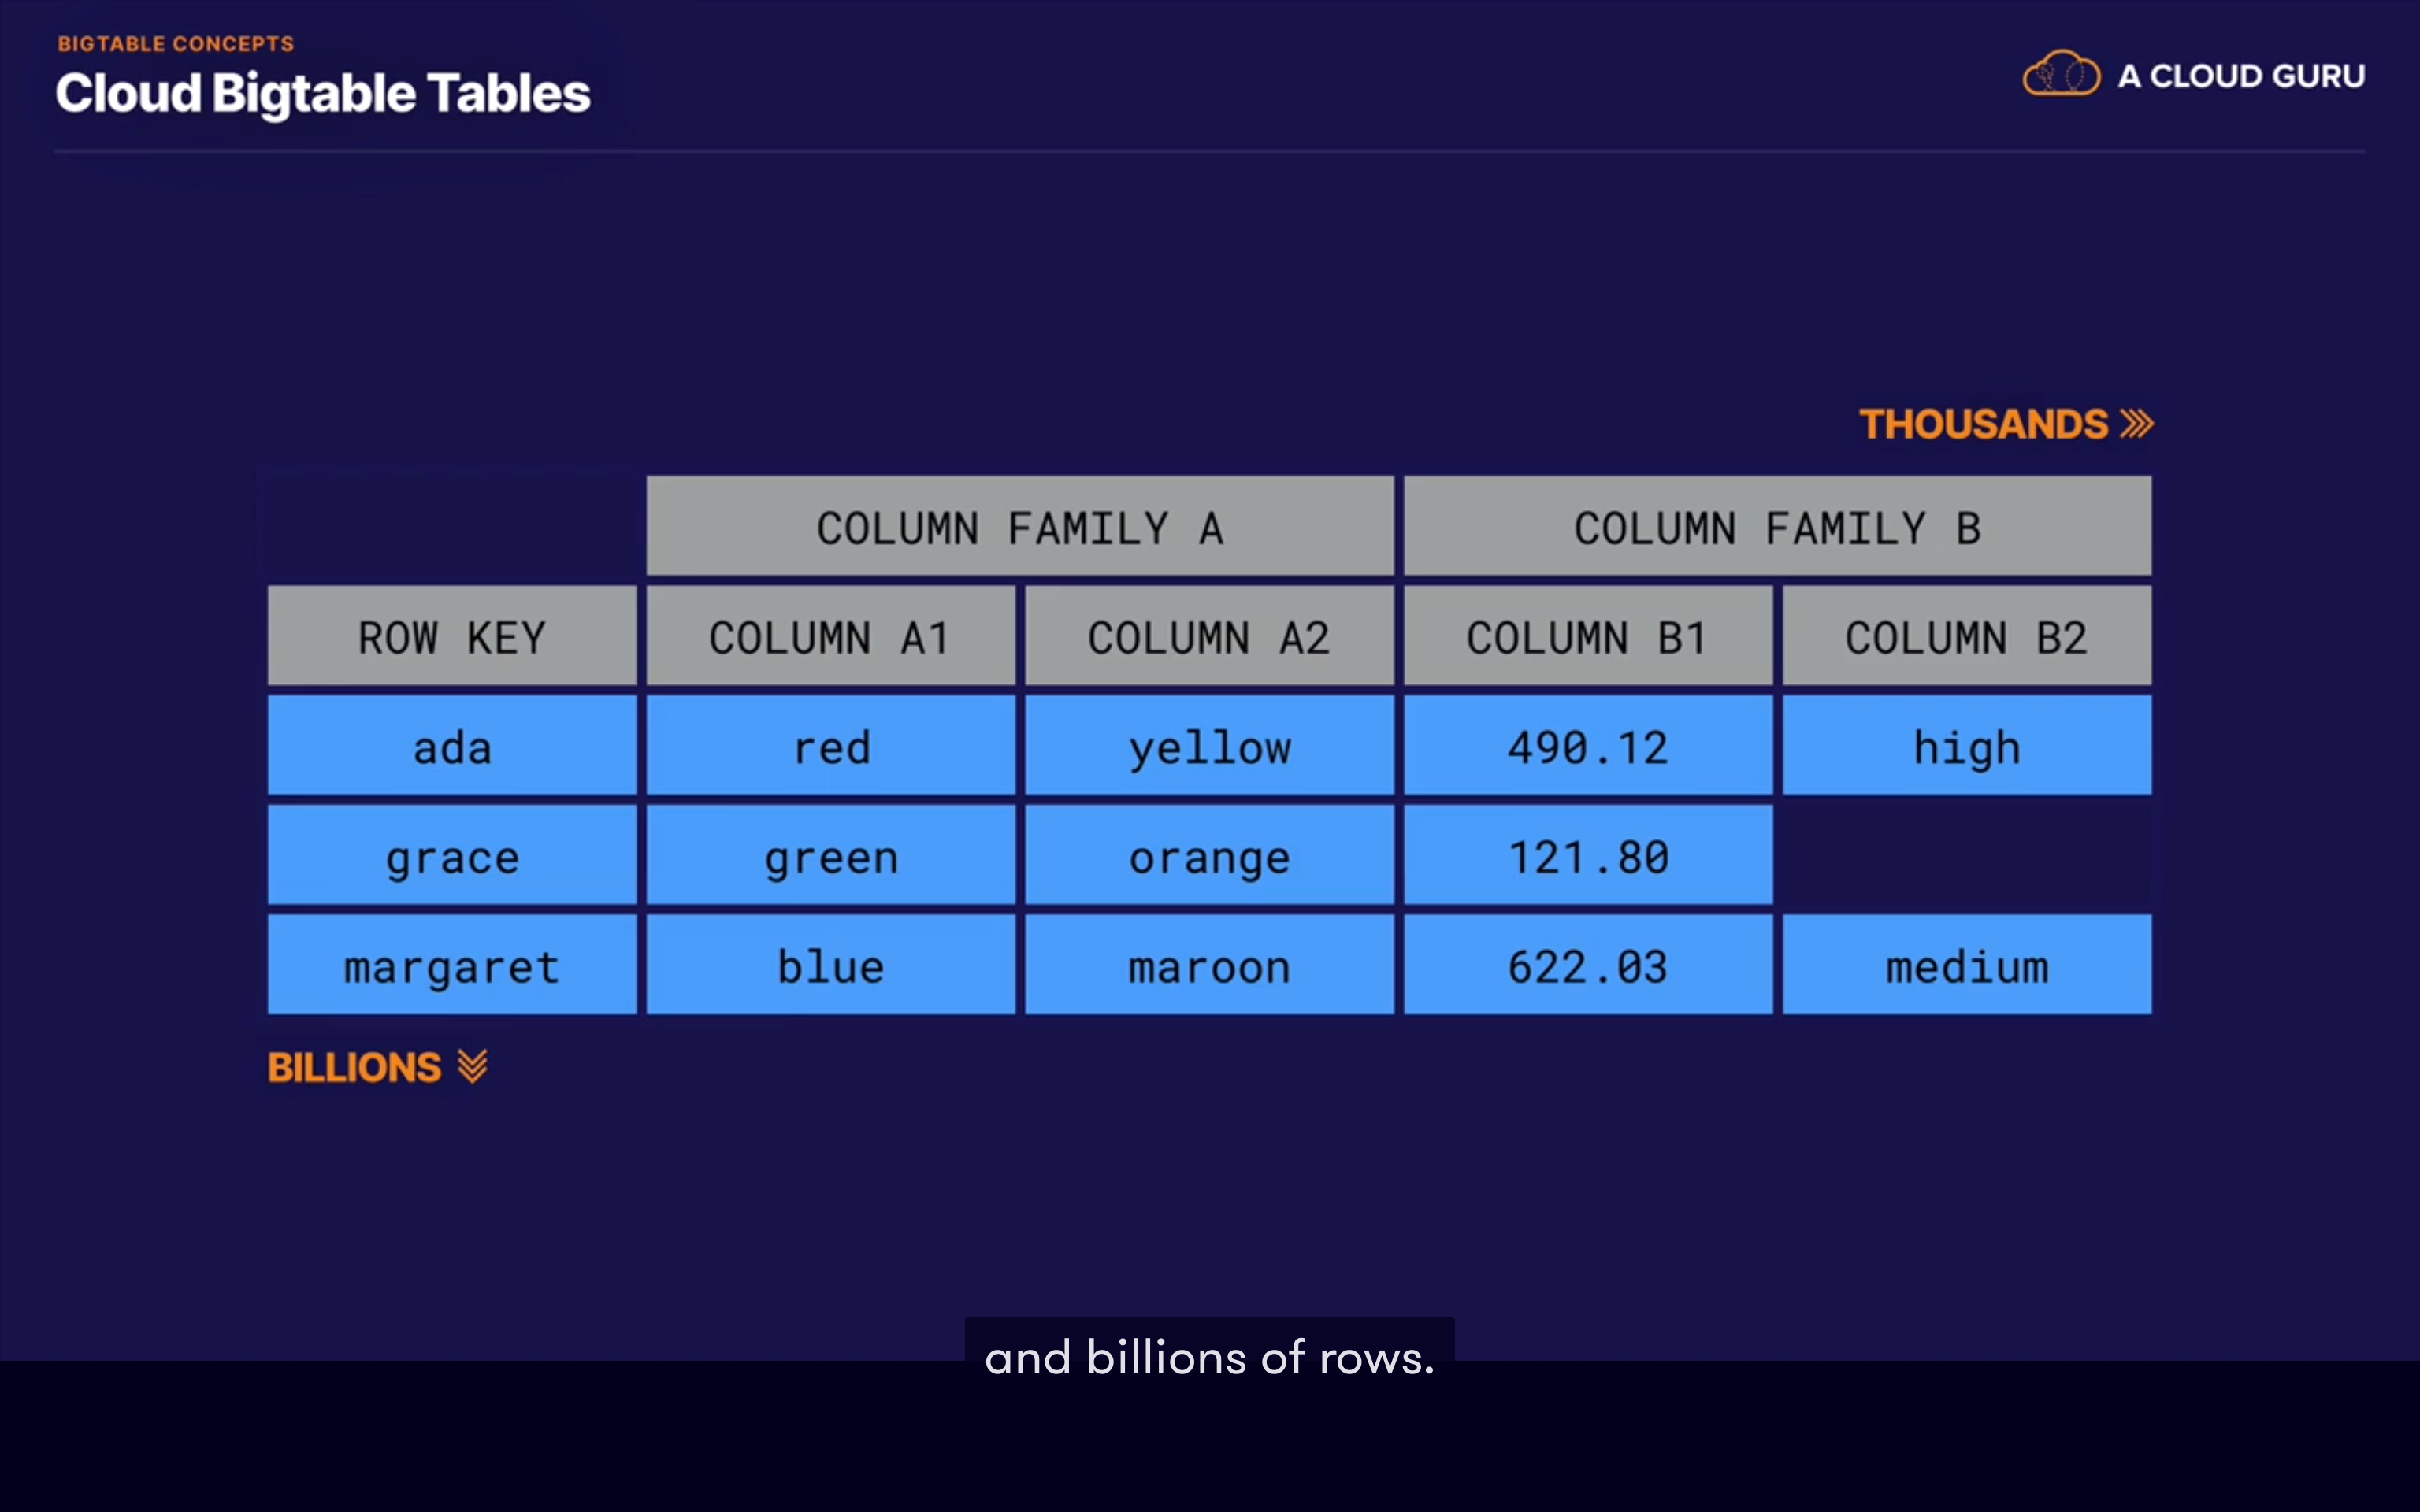 BIGTABLE CONCEPTS
Cloud Bigtable Tables
A CLOUD GURU
THOUSANDS
COLUMN FAMILY A COLUMN FAMILY B
ROW KEY COLUMN A1 COLUMN A2 COLUMN B1 COLUMN B2
ada red yellow 490.12 high
grace green orange 121.80
margaret blue maroon 622.03 medium
BILLIONS
and billions of rows.